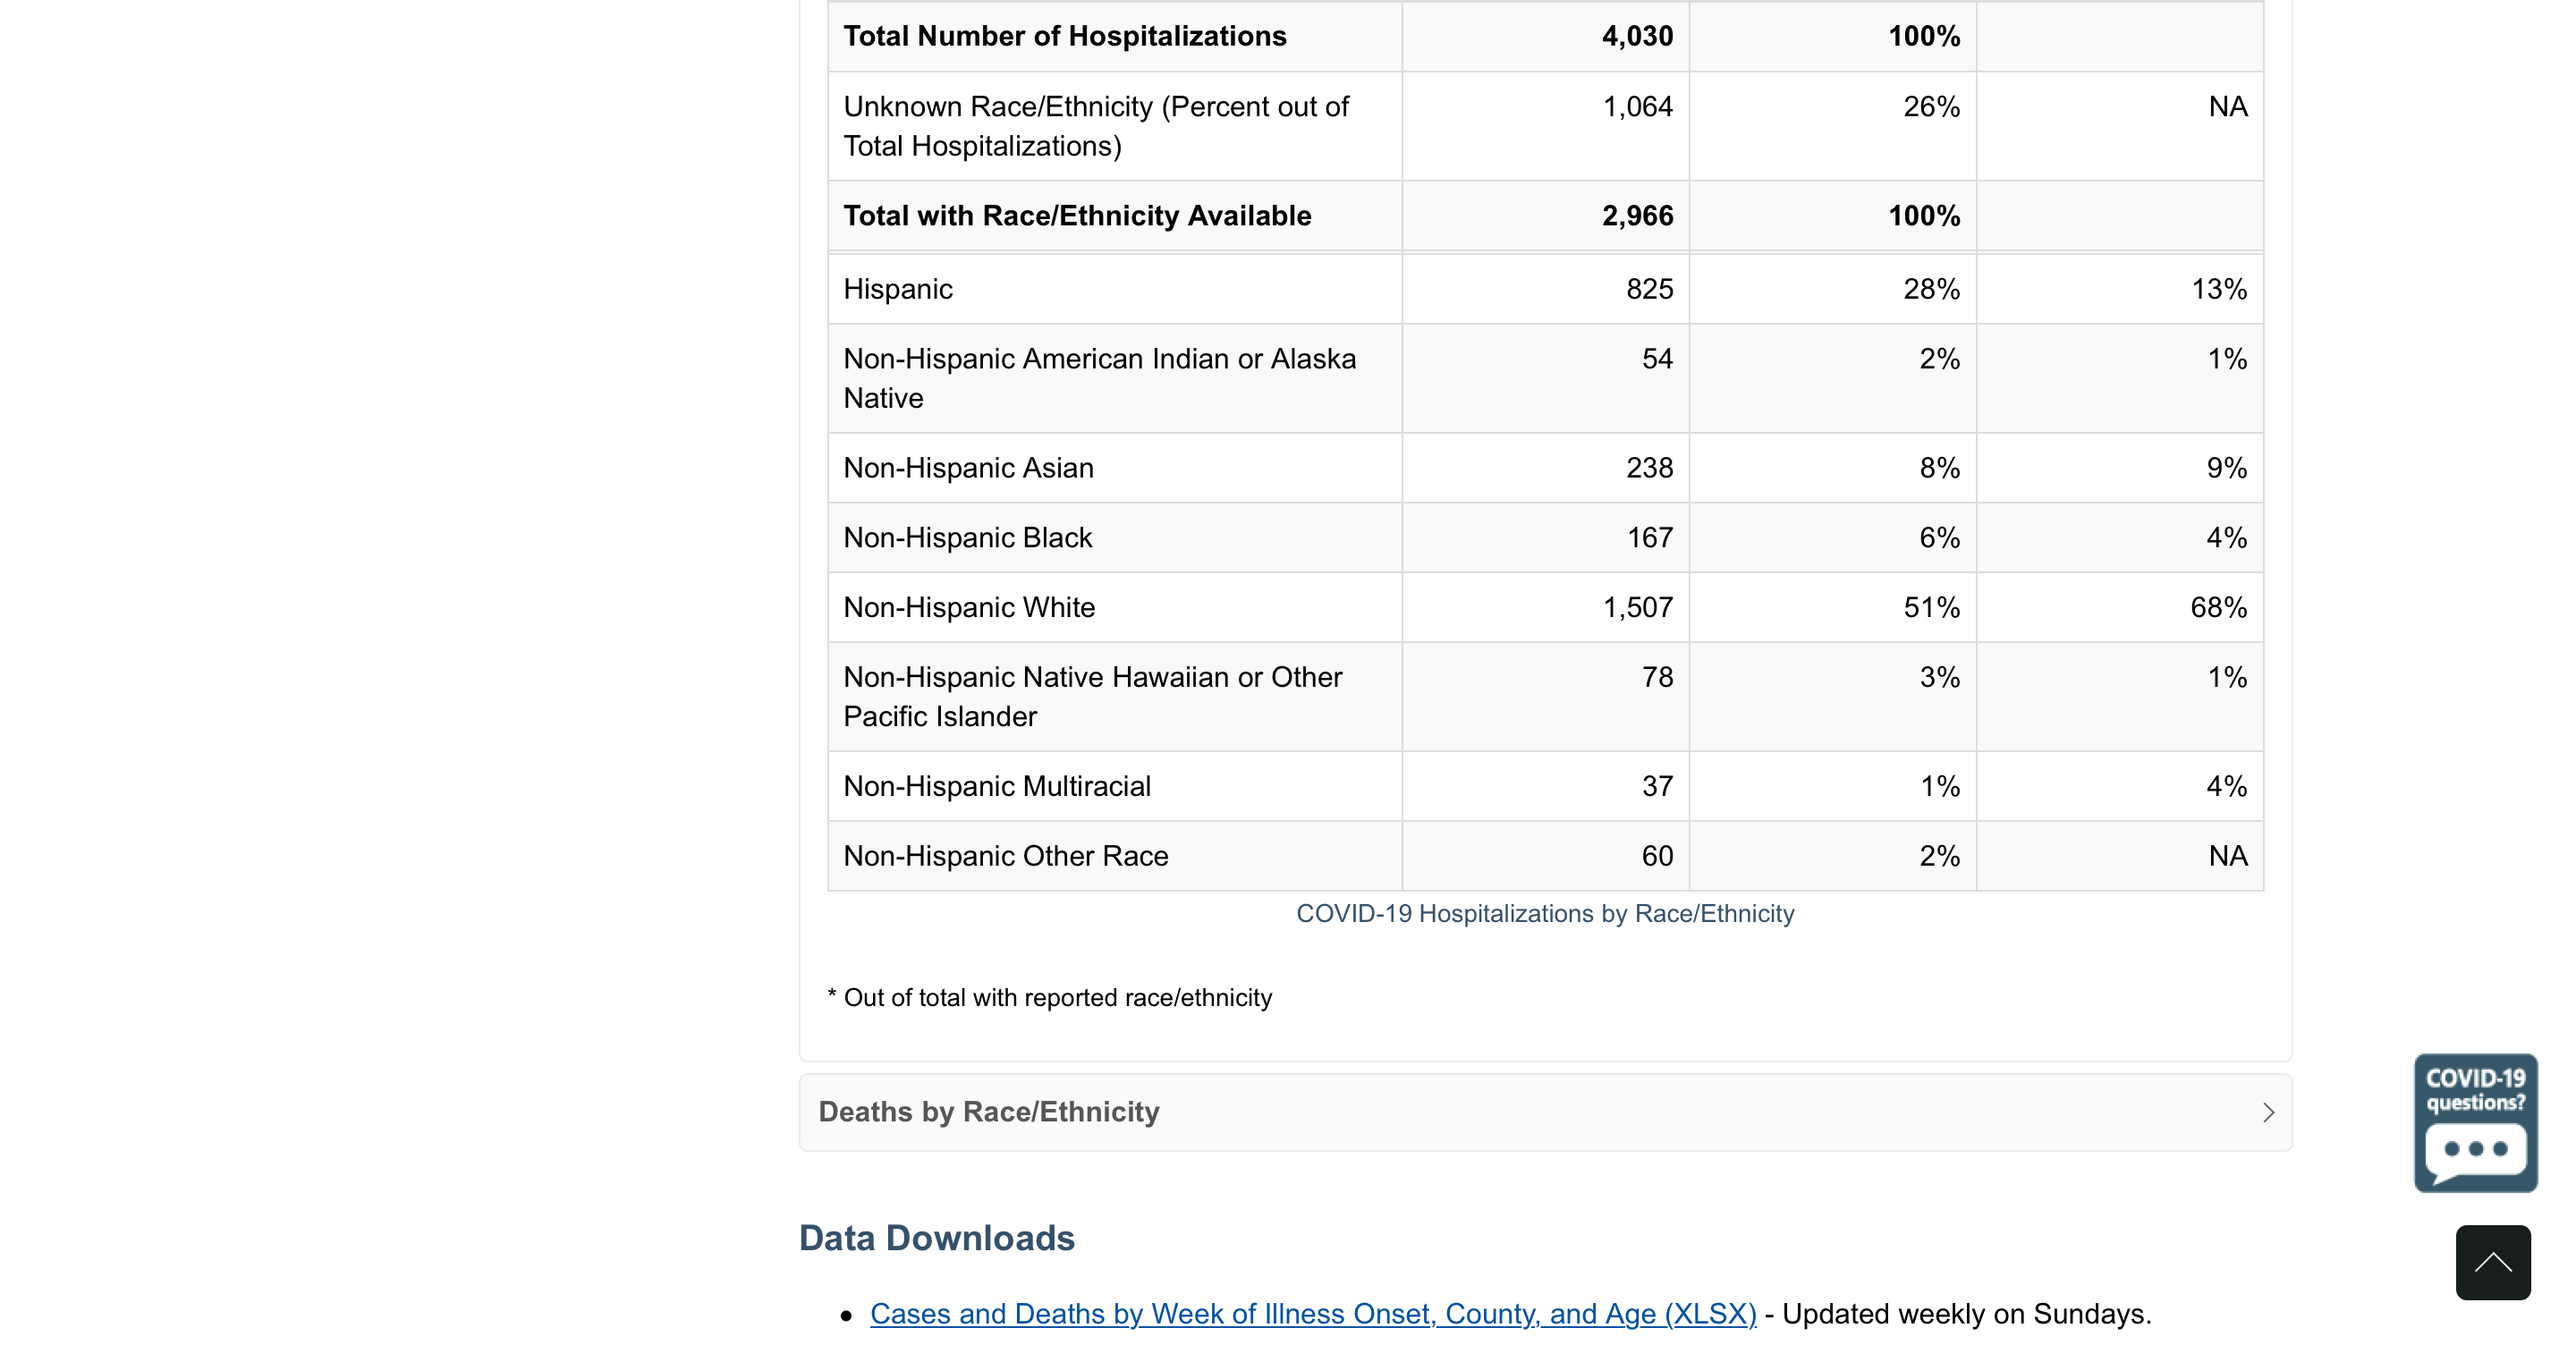 Total Number of Hospitalizations 4,030 100%
Unknown Race/Ethnicity (Percent out of 1,064 26% NA
Total Hospitalizations)
Total with Race/Ethnicity Available 2,966 100%
Hispanic 825 28% 13%
Non-Hispanic American Indian or Alaska 54 2% 1%
Native
Non-Hispanic Asian 238 8% 9%
Non-Hispanic Black 167 6% 4%
Non-Hispanic White 1,507 51% 68%
Non-Hispanic Native Hawaiian or Other 78 3% 1%
Pacific Islander
Non-Hispanic Multiracial 37 1% 4%
Non-Hispanic Other Race 60 2% NA
COVID-19 Hospitalizations by Race/Ethnicity
* Out of total with reported race/ethnicity
COVID-19
questions?
Deaths by Race/Ethnicity
Data Downloads
Cases and Deaths by Week of Illness Onset, County, and Age (XLSX) - Updated weekly on Sundays.